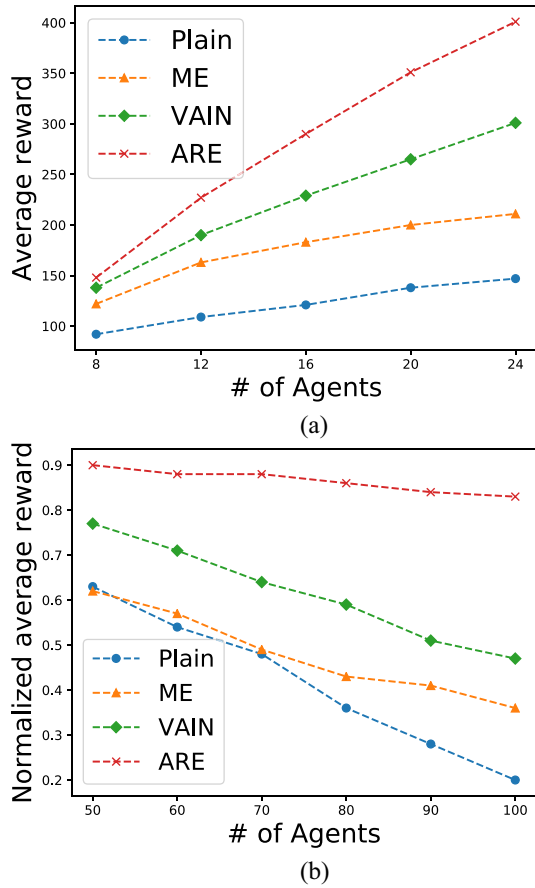 400
350
300
250
200
150
100
Average reward
Plain
ME
VAIN
ARE
8
12
16
20
24
# of Agents
(a)
0.9
0.8
0.7
0.6
0.5
0.4
0.3
0.2
Normalized average reward
Plain
ME
VAIN
ARE
50
60
70
80
90
100
# of Agents
(b)